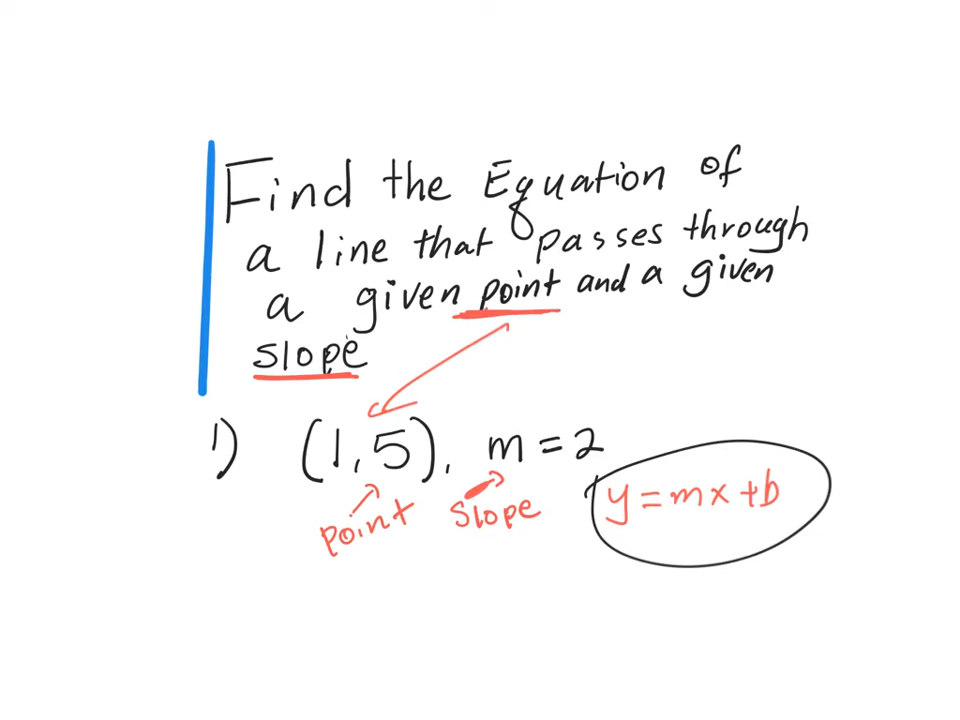 Find the Equation of
a line that passes through
a given point and a given
slope
1) (1,5), m = 2
point slope y = mx + b